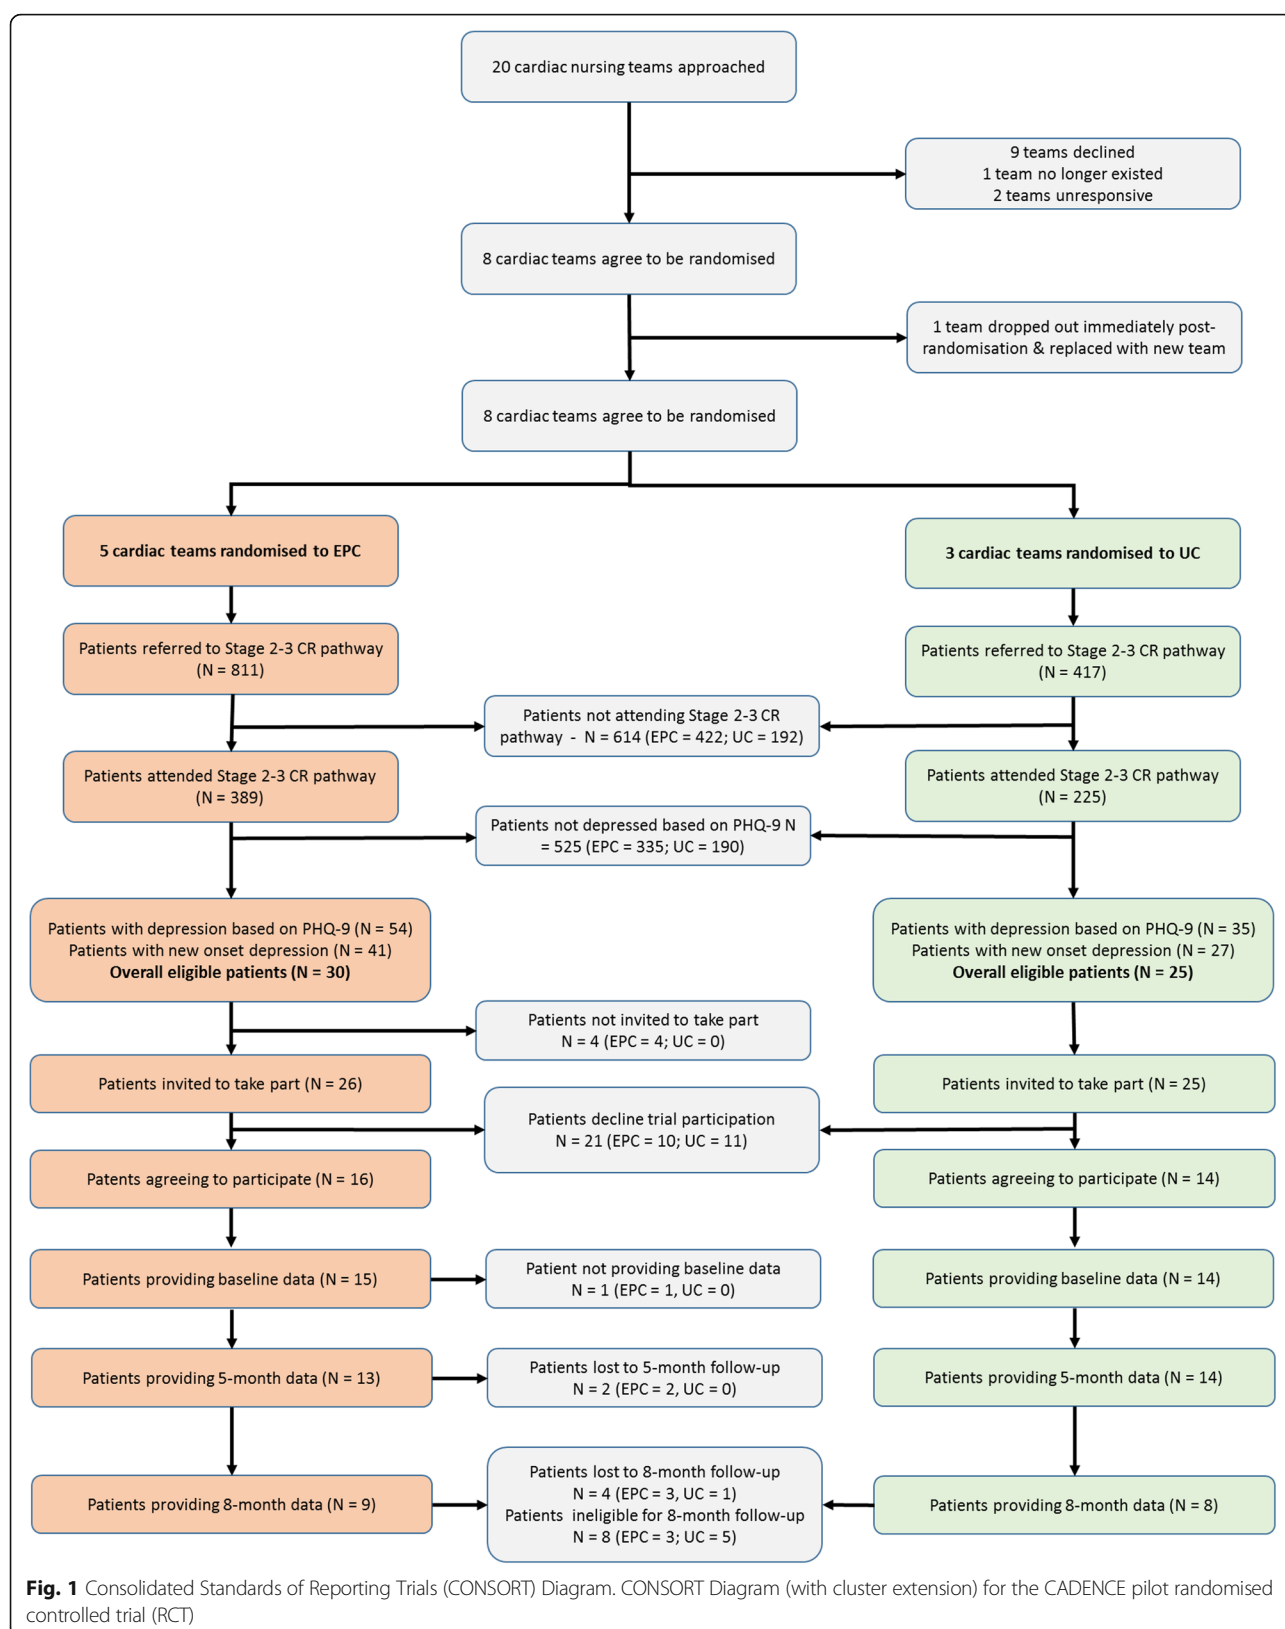 20 cardiac nursing teams approached
9 teams declined
1 team no longer existed
2 teams unresponsive
8 cardiac teams agree to be randomised
1 team dropped out immediately post-
randomisation & replaced with new team
8 cardiac teams agree to be randomised
5 cardiac teams randomised to EPC
3 cardiac teams randomised to UC
Patients referred to Stage 2-3 CR pathway
(N = 811)
Patients referred to Stage 2-3 CR pathway
(N = 417)
Patients not attending Stage 2-3 CR
pathway - N = 614 (EPC = 422; UC = 192)
Patients attended Stage 2-3 CR pathway
(N = 389)
Patients attended Stage 2-3 CR pathway
(N = 225)
Patients not depressed based on PHQ-9 N
= 525 (EPC = 335; UC = 190)
Patients with depression based on PHQ-9 (N = 54)
Patients with new onset depression (N = 41)
Overall eligible patients (N = 30)
Patients with depression based on PHQ-9 (N = 35)
Patients with new onset depression (N = 27)
Overall eligible patients (N = 25)
Patients not invited to take part
N = 4 (EPC = 4; UC = 0)
Patients invited to take part (N = 26)
Patients invited to take part (N = 25)
Patients decline trial participation
N = 21 (EPC = 10; UC = 11)
Patents agreeing to participate (N = 16)
Patients agreeing to participate (N = 14)
Patients providing baseline data (N = 15)
Patient not providing baseline data
N = 1 (EPC = 1, UC = 0)
Patients providing baseline data (N = 14)
Patients providing 5-month data (N = 13)
Patients lost to 5-month follow-up
N = 2 (EPC = 2, UC = 0)
Patients providing 5-month data (N = 14)
Patients providing 8-month data (N = 9)
Patients lost to 8-month follow-up
N = 4 (EPC = 3, UC = 1)
Patients ineligible for 8-month follow-up
N = 8 (EPC = 3; UC = 5)
Patients providing 8-month data (N = 8)
Fig. 1 Consolidated Standards of Reporting Trials (CONSORT) Diagram. CONSORT Diagram (with cluster extension) for the CADENCE pilot randomised
controlled trial (RCT)